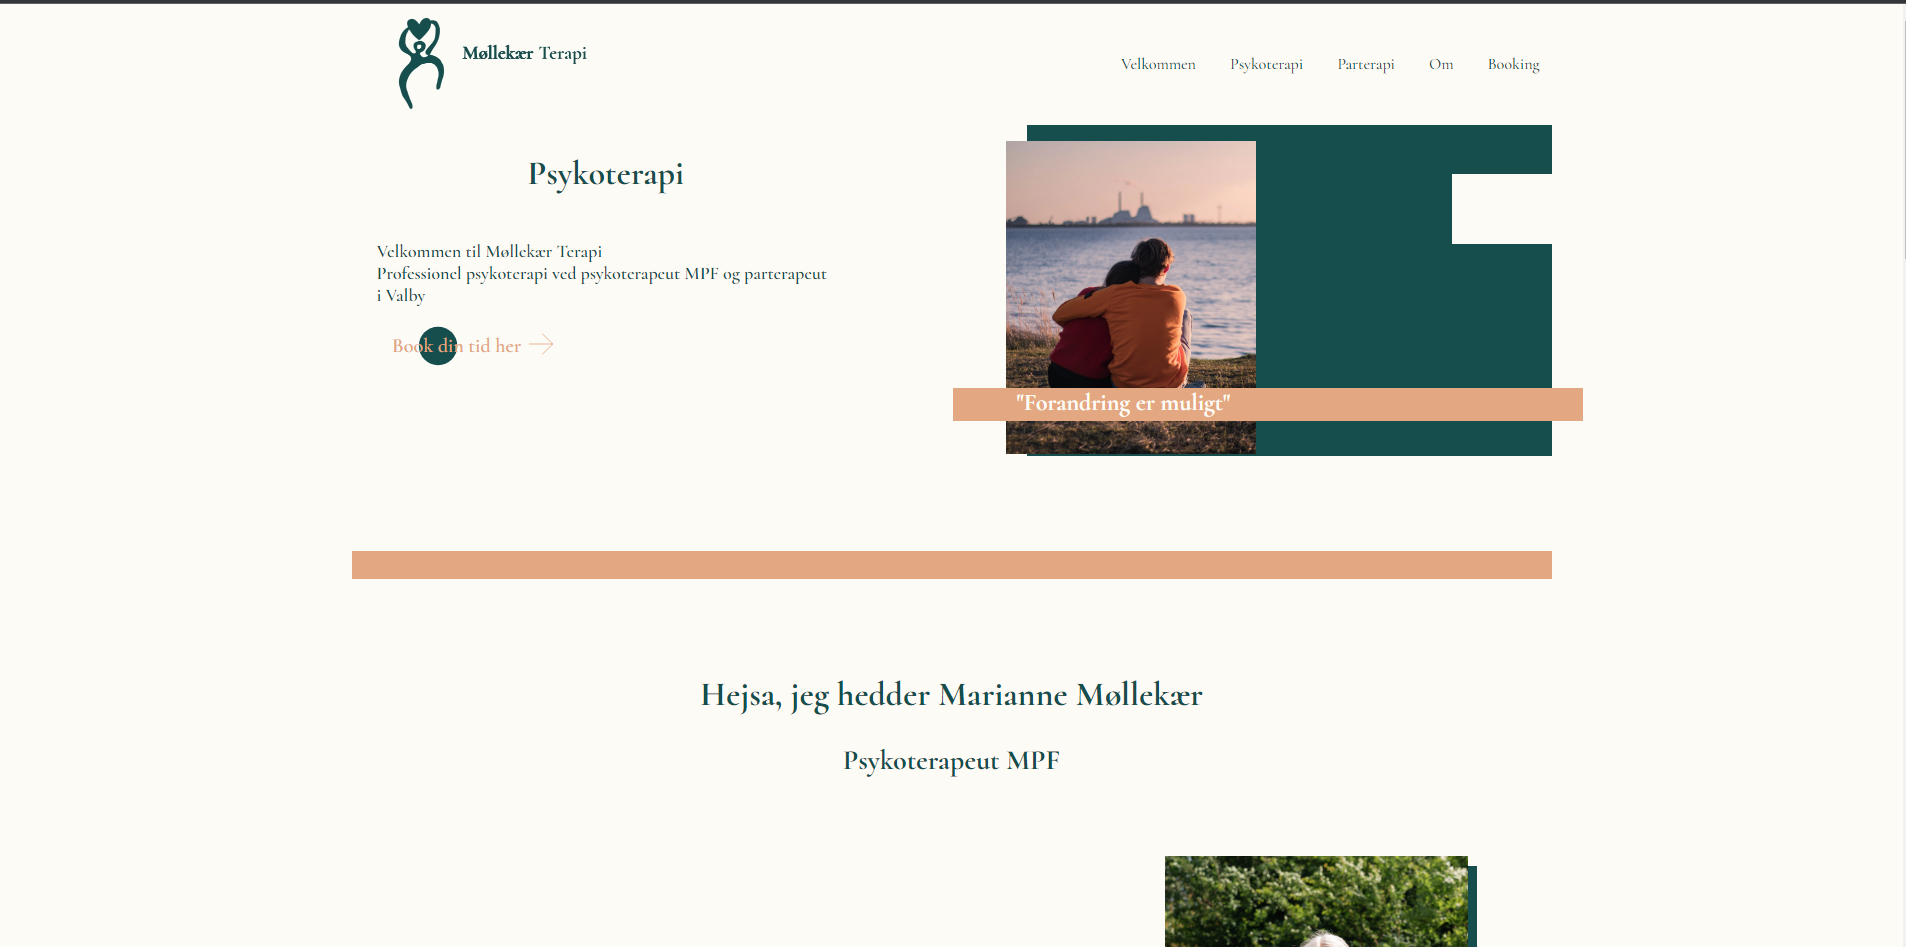 Møllekær Terapi
Velkommen
Psykoterapi
Parterapi
Om
Booking
Psykoterapi
Velkommen til Møllekær Terapi
Professionel psykoterapi ved psykoterapeut MPF og parterapeut
i Valby
Book din tid her
"Forandring er muligt"
Hejsa, jeg hedder Marianne Møllekær
Psykoterapeut MPF